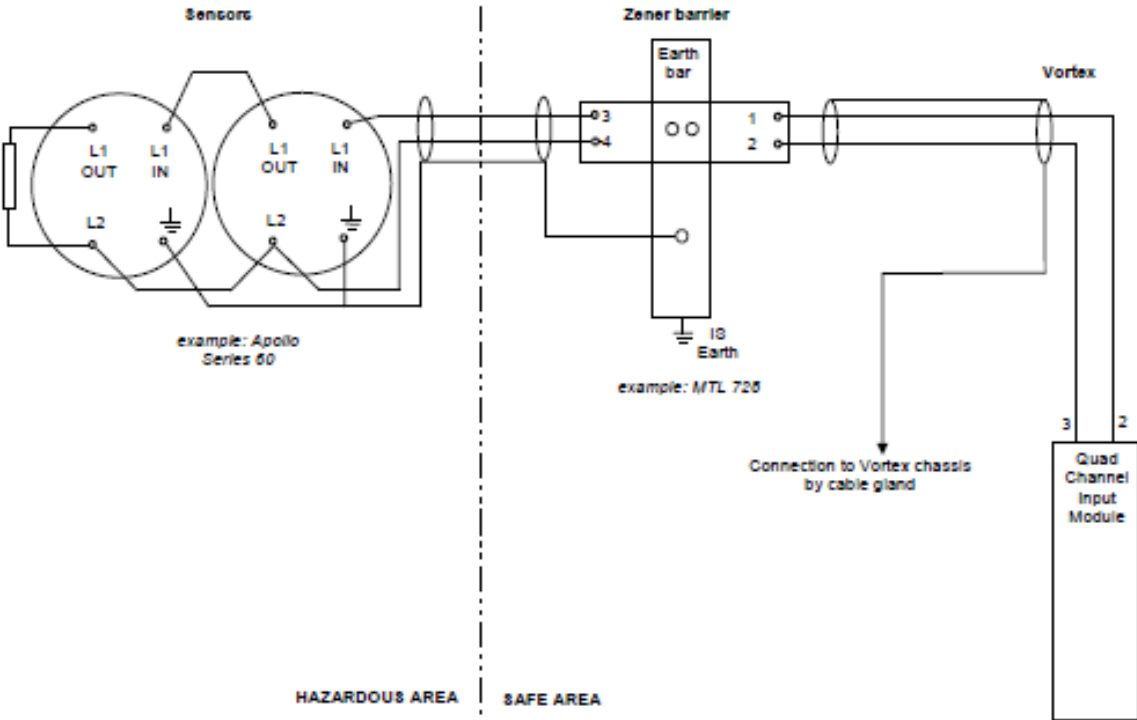 Sensors
Zener barrier
Earth
bar
Vortex
3
4
1
2
L1
OUT
L1
IN
L1
OUT
L1
IN
L2
L2
example: Apollo
Series 60
IS
Earth
example: MTL 728
3
2
Connection to Vortex chassis
by cable gland
Quad
Channel
Input
Module
HAZARDOUS AREA
SAFE AREA